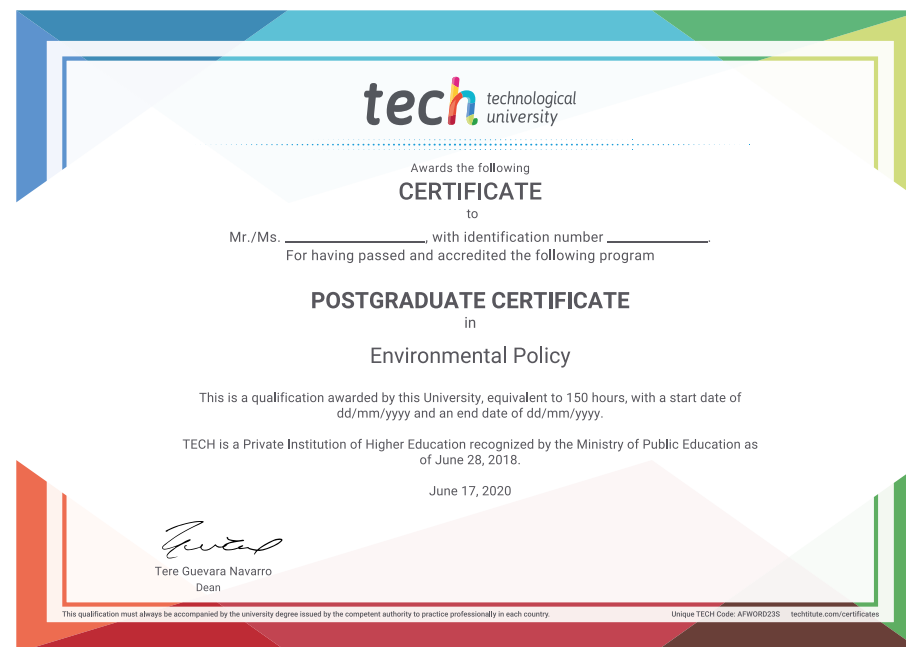 tech technological
university
Awards the following
CERTIFICATE
to
Mr./Ms. __________________, with identification number _____________.
For having passed and accredited the following program
POSTGRADUATE CERTIFICATE
in
Environmental Policy
This is a qualification awarded by this University, equivalent to 150 hours, with a start date of
dd/mm/yyyy and an end date of dd/mm/yyyy.
TECH is a Private Institution of Higher Education recognized by the Ministry of Public Education as
of June 28, 2018.
June 17, 2020
Tere Guevara Navarro
Dean
This qualification must always be accompanied by the university degree issued by the competent authority to practice professionally in each country. Unique TECH Code: AFWORD23S techtitute.com/certificates